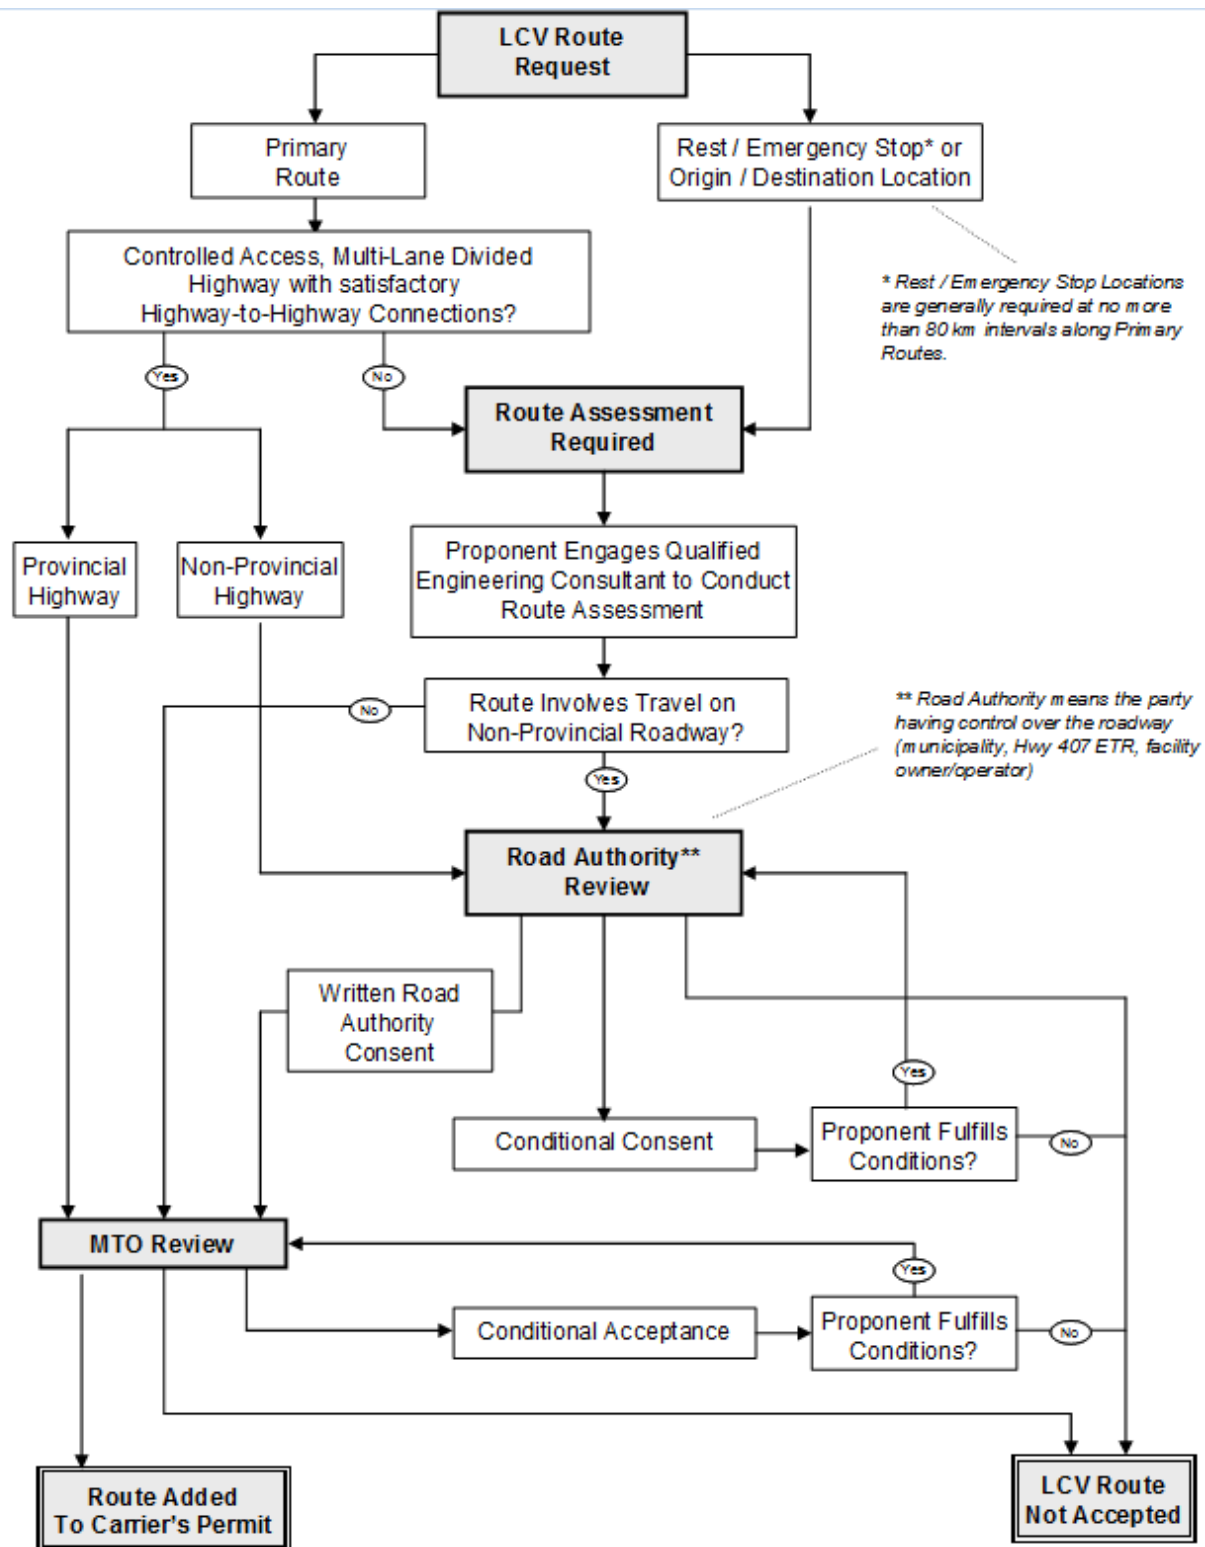 LCV Route
Request
Primary
Route
Rest / Emergency Stop* or
Origin / Destination Location
Controlled Access, Multi-Lane Divided
Highway with satisfactory
Highway-to-Highway Connections?
* Rest / Emergency Stop Locations
are generally required at no more
than 80 km intervals along Primary
Routes.
Yes
No
Route Assessment
Required
Provincial
Highway
Non-Provincial
Highway
Proponent Engages Qualified
Engineering Consultant to Conduct
Route Assessment
Route Involves Travel on
Non-Provincial Roadway?
No
Yes
** Road Authority means the party
having control over the roadway
(municipality, Hwy 407 ETR, facility
owner/operator)
Road Authority**
Review
Written Road
Authority
Consent
Yes
Conditional Consent
Proponent Fulfills
Conditions?
No
MTO Review
Yes
Conditional Acceptance
Proponent Fulfills
Conditions?
No
Route Added
To Carrier's Permit
LCV Route
Not Accepted